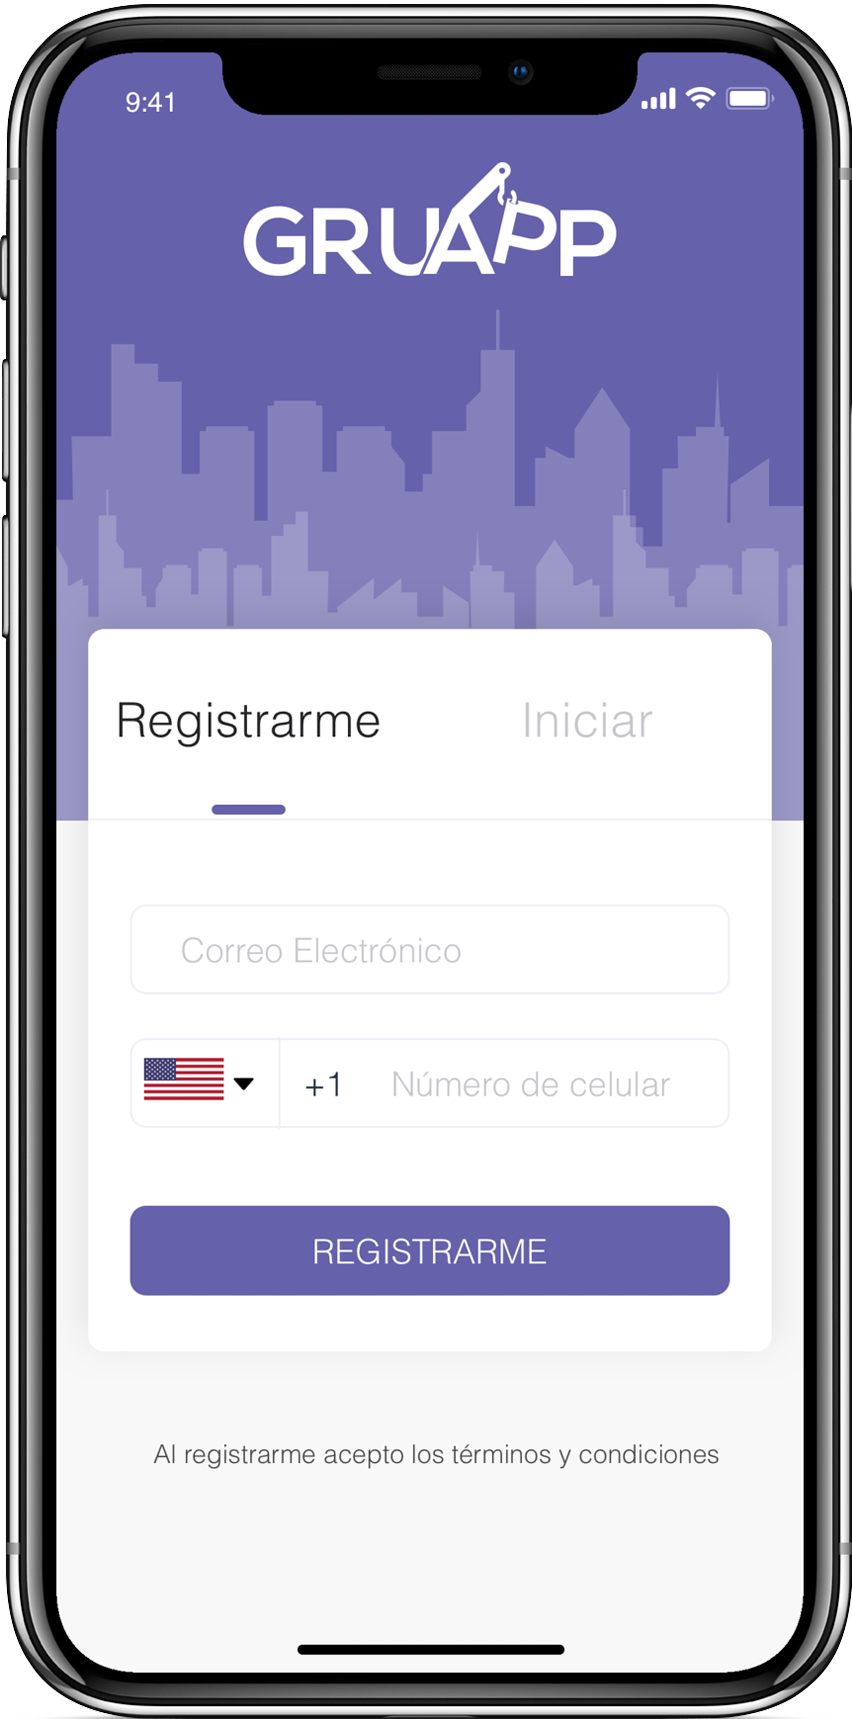 9:41
GRUAPP
Registrarme Iniciar
Correo Electrónico
+1 Número de celular
REGISTRARME
Al registrarme acepto los términos y condiciones